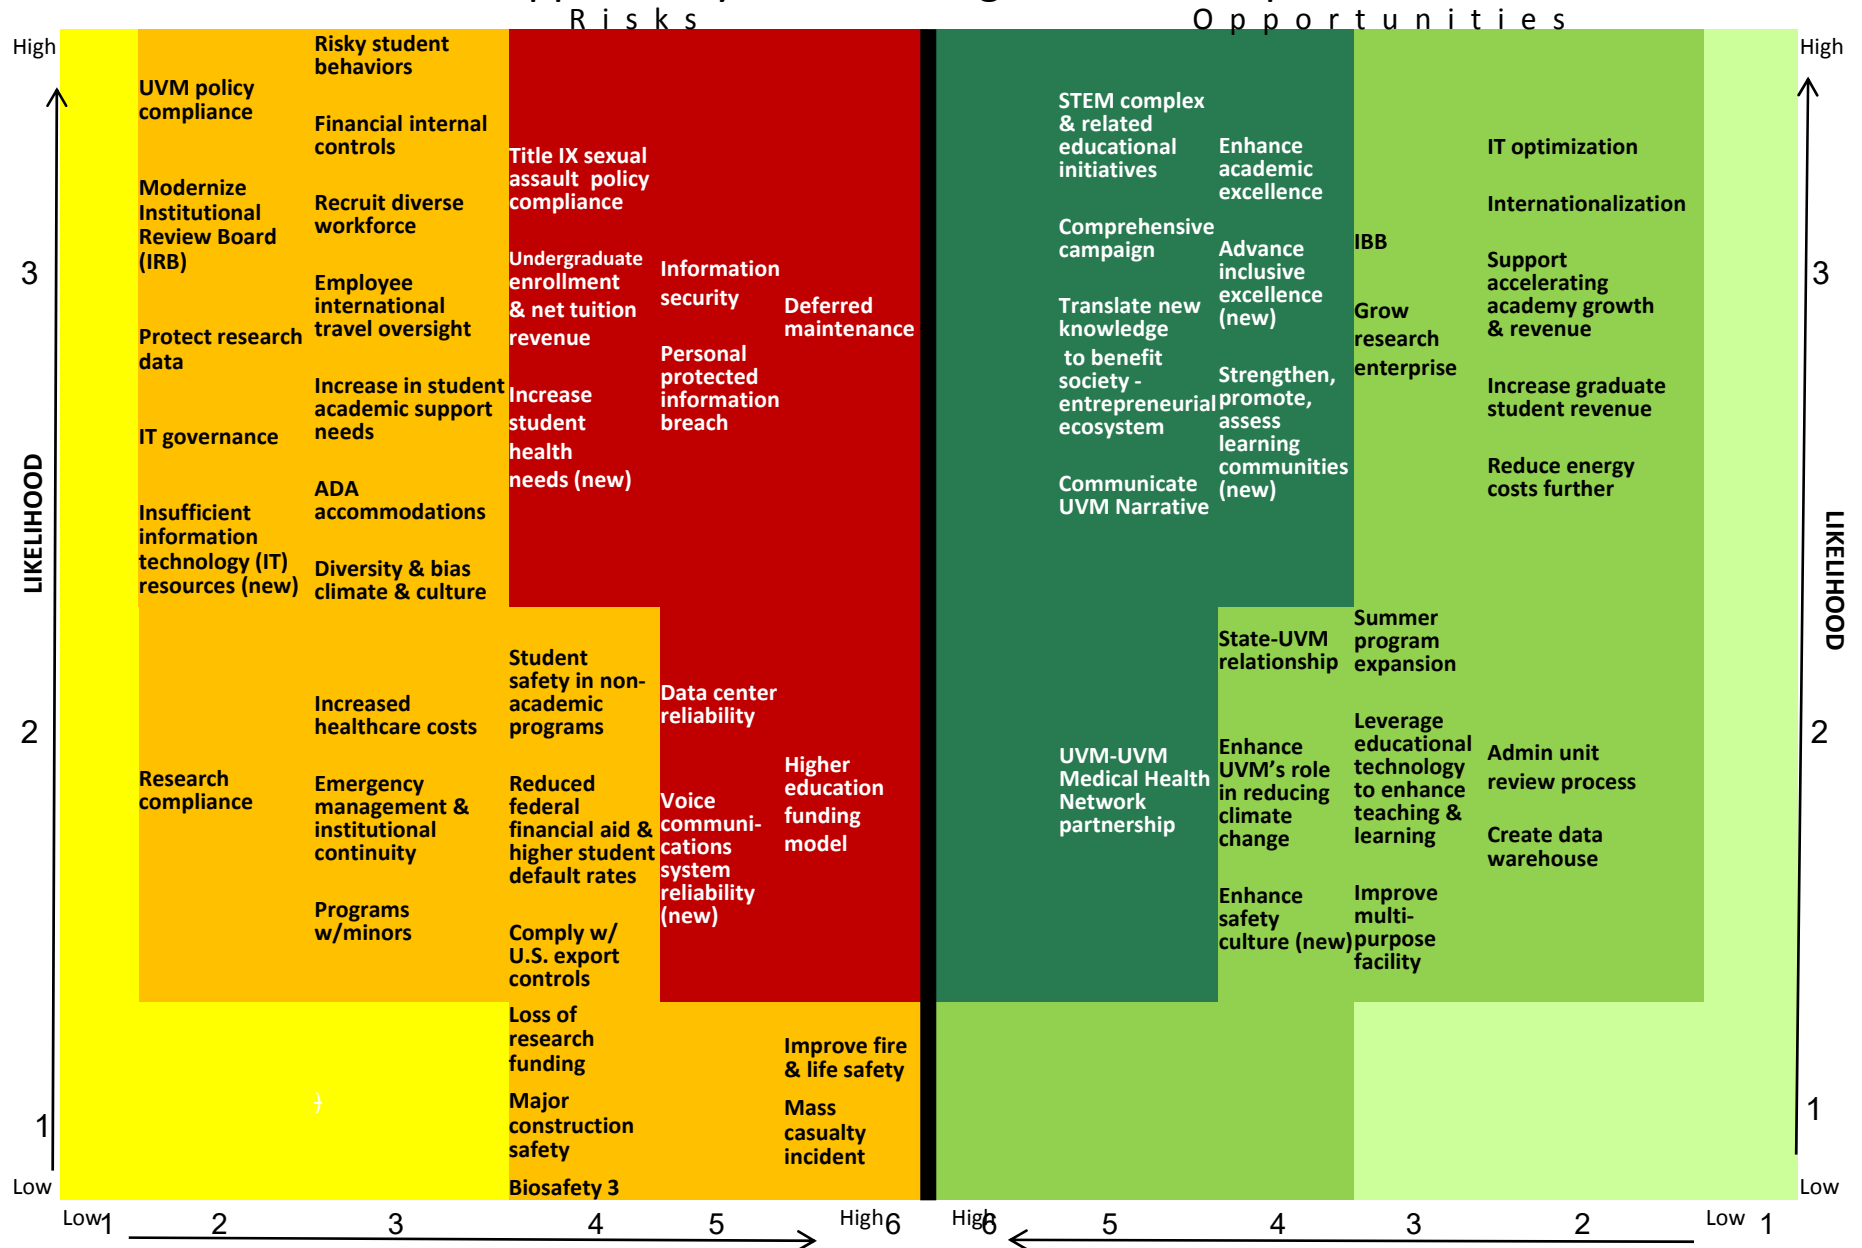 R i s k s
O p p o r t u n i t i e s
High
Risky student
behaviors
UVM policy
compliance
Financial internal
controls
Modernize
Institutional
Review Board
(IRB)
Recruit diverse
workforce
Employee
international
travel oversight
Protect research
data
Increase in student
academic support
needs
IT governance
ADA
accommodations
Insufficient
information
technology (IT)
resources (new)
Diversity & bias
climate & culture
Title IX sexual
assault policy
compliance
Undergraduate
enrollment
& net tuition
revenue
Increase
student
health
needs (new)
Information
security
Personal
protected
information
breach
Deferred
maintenance
3
LIKELIHOOD
2
Research
compliance
Increased
healthcare costs
Emergency
management &
institutional
continuity
Programs
w/minors
Student
safety in non-
academic
programs
Reduced
federal
financial aid &
higher student
default rates
Comply w/
U.S. export
controls
Data center
reliability
Voice
communi-
cations
system
reliability
(new)
Higher
education
funding
model
1
Loss of
research
funding
Major
construction
safety
Biosafety 3
Improve fire
& life safety
Mass
casualty
incident
Low
STEM complex
& related
educational
initiatives
Comprehensive
campaign
Translate new
knowledge
to benefit
society -
entrepreneurial
ecosystem
Communicate
UVM Narrative
Enhance
academic
excellence
Advance
inclusive
excellence
(new)
Strengthen,
promote,
assess
learning
communities
(new)
IBB
Grow
research
enterprise
IT optimization
Internationalization
Support
accelerating
academy growth
& revenue
Increase graduate
student revenue
Reduce energy
costs further
High
3
LIKELIHOOD
2
UVM-UVM
Medical Health
Network
partnership
State-UVM
relationship
Enhance
UVM's role
in reducing
climate
change
Enhance
safety
culture (new)
Summer
program
expansion
Leverage
educational
technology
to enhance
teaching &
learning
Improve
multi-
purpose
facility
Admin unit
review process
Create data
warehouse
1
Low
Low 1 2 3 4 5 High 6
High 6 5 4 3 2 Low 1